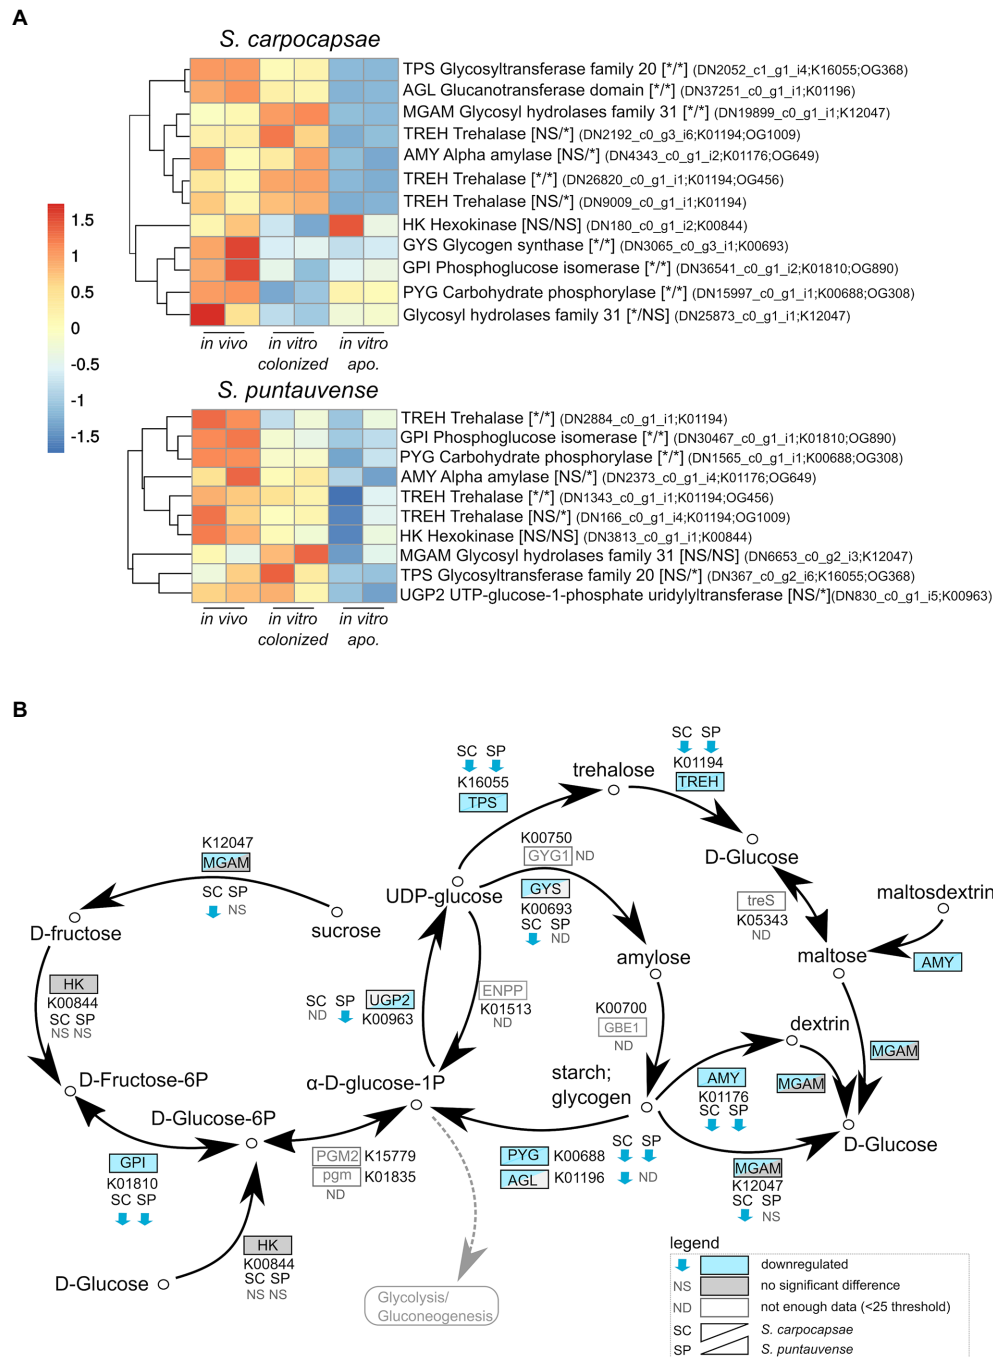 A
S. carpocapsae
TPS Glycosyltransferase family 20 [*/*] (DN2052_c1_g1_i4;K16055;OG368)
AGL Glucanotransferase domain [*/*] (DN37251_c0_g1_i1;K01196)
MGAM Glycosyl hydrolases family 31 [*/*] (DN19899_c0_g1_i1;K12047)
TREH Trehalase [NS/*] (DN2192_c0_g3_i6;K01194;OG1009)
AMY Alpha amylase [NS/*] (DN4343_c0_g1_i2;K01176;OG649)
TREH Trehalase [*/*] (DN26820_c0_g1_i1;K01194;OG456)
TREH Trehalase [NS/*] (DN9009_c0_g1_i1;K01194)
HK Hexokinase [NS/NS] (DN180_c0_g1_i2;K00844)
GYS Glycogen synthase [*/*] (DN3065_c0_g3_i1;K00693)
GPI Phosphoglucose isomerase [*/*] (DN36541_c0_g1_i2;K01810;OG890)
PYG Carbohydrate phosphorylase [*/*] (DN15997_c0_g1_i1;K00688;OG308)
Glycosyl hydrolases family 31 [*/NS] (DN25873_c0_g1_i1;K12047)
1.5
1
0.5
0
-0.5
-1
-1.5
in vivo in vitro in vitro
colonized apo.
S. puntauvense
TREH Trehalase [*/*] (DN2884_c0_g1_i1;K01194)
GPI Phosphoglucose isomerase [*/*] (DN30467_c0_g1_i1;K01810;OG890)
PYG Carbohydrate phosphorylase [*/*] (DN1565_c0_g1_i1;K00688;OG308)
AMY Alpha amylase [NS/*] (DN2373_c0_g1_i4;K01176;OG649)
TREH Trehalase [*/*] (DN1343_c0_g1_i1;K01194;OG456)
TREH Trehalase [NS/*] (DN166_c0_g1_i4;K01194;OG1009)
HK Hexokinase [NS/NS] (DN3813_c0_g1_i1;K00844)
MGAM Glycosyl hydrolases family 31 [NS/NS] (DN6653_c0_g2_i3;K12047)
TPS Glycosyltransferase family 20 [NS/*] (DN367_c0_g2_i6;K16055;OG368)
UGP2 UTP-glucose-1-phosphate uridylyltransferase [NS/*](DN830_c0_g1_i5;K00963)
in vivo in vitro in vitro
colonized apo.
B
SC SP
K16055
TPS
trehalose
SC SP
K01194
TREH
D-Glucose
K12047
MGAM
SC SP
NS
D-fructose
sucrose
UDP-glucose
K00750
GYG1 ND
GYS
K00693
SC SP
ND
amylose
treS
K05343
ND
maltosdextrin
maltose
AMY
HK
K00844
SC SP
NS NS
SC SP
ND
UGP2
K00963
ENPP
K01513
ND
K00700
GBE1
ND
dextrin
MGAM
MGAM
D-Fructose-6P
D-Glucose-6P
α-D-glucose-1P
starch;
glycogen
AMY
K01176
SC SP
D-Glucose
GPI
K01810
SC SP
PGM2 K15779
pgm K01835
ND
SC SP
PYG K00688
AGL K01196 ND
MGAM
K12047
SC SP
NS
D-Glucose
HK
K00844
SC SP
NS NS
Glycolysis/
Gluconeogenesis
legend
downregulated
NS no significant difference
ND not enough data (<25 threshold)
SC S. carpocapsae
SP S. puntauvense